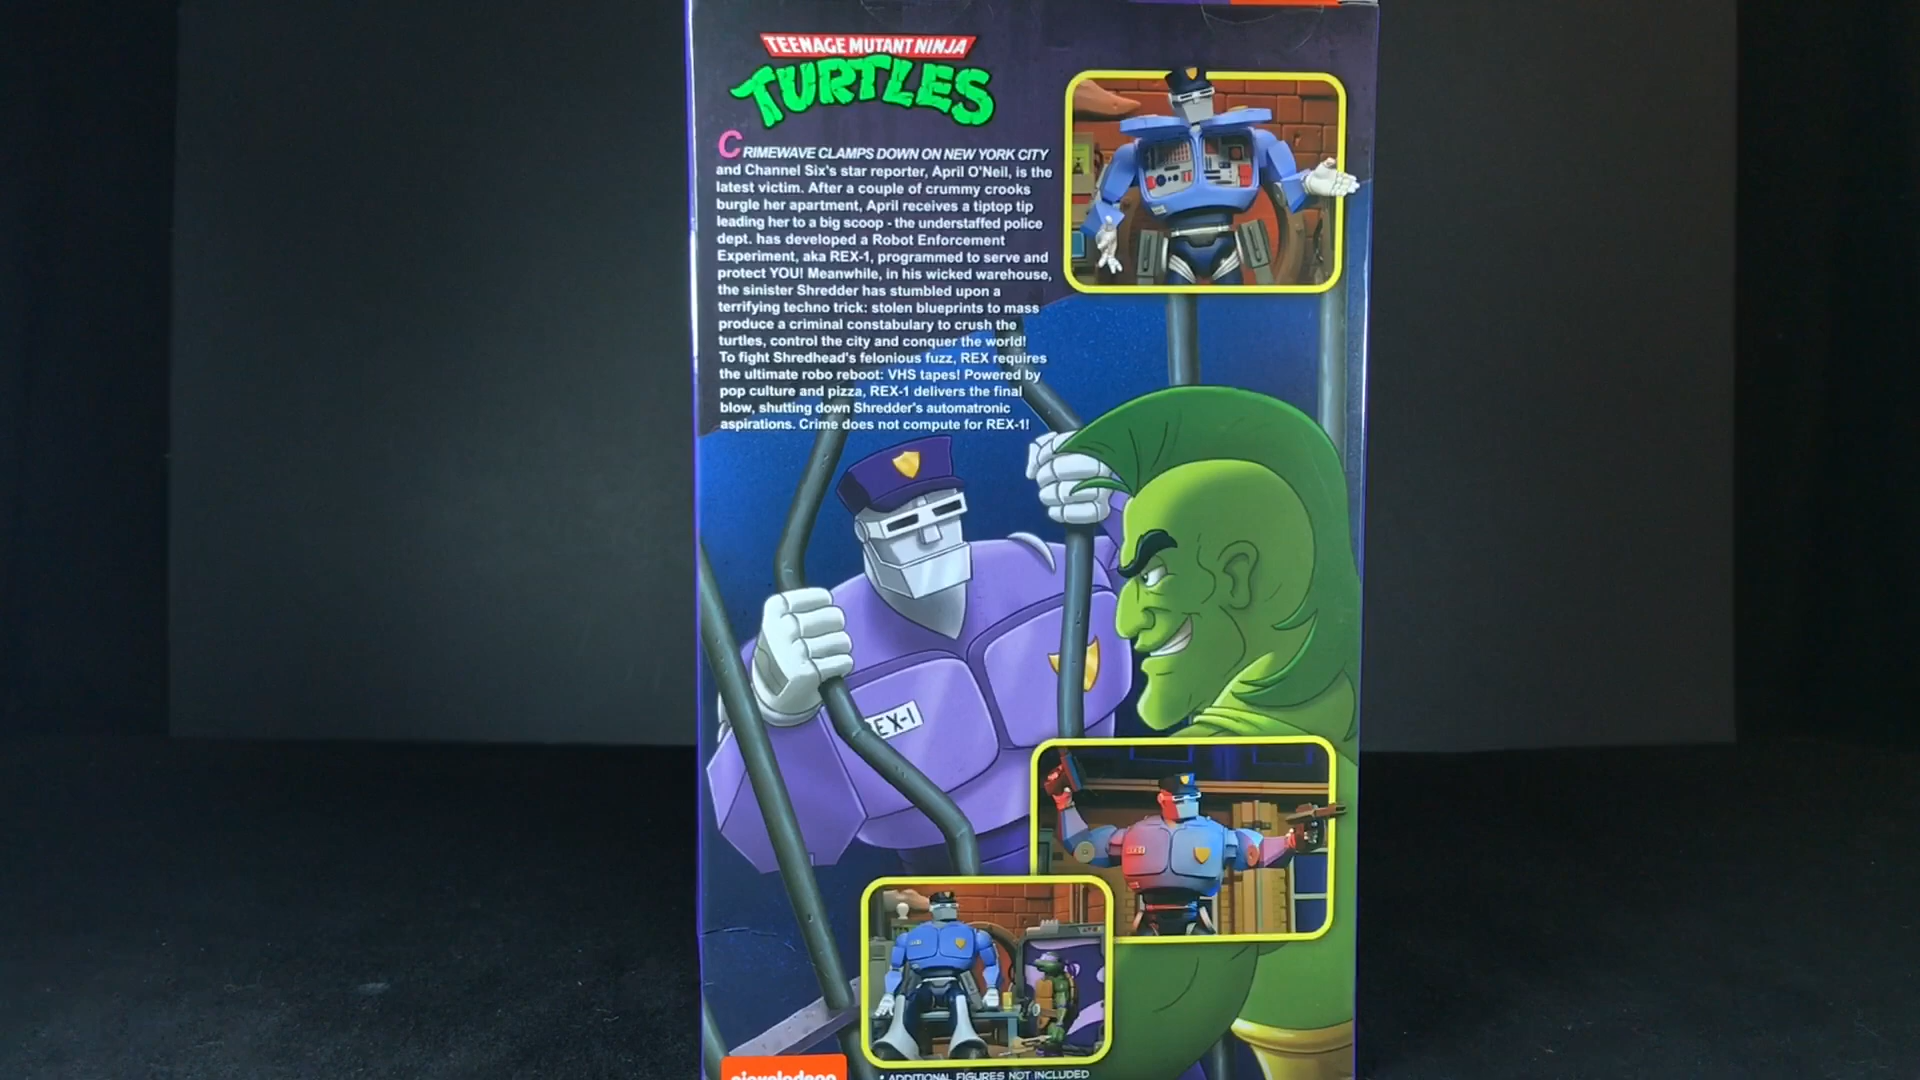 TEENAGE MUTANT NINJA
TURTLES
CRIMEWAVE CLAMPS DOWN ON NEW YORK CITY
and Channel Six's star reporter, April O'Neil, is the
latest victim. After a couple of crummy crooks
burgle her apartment, April receives a tiptop tip
leading her to a big scoop - the understaffed police
dept. has developed a Robot Enforcement
Experiment, aka REX-1, programmed to serve and
protect YOU! Meanwhile, in his wicked warehouse,
the sinister Shredder has stumbled upon a
terrifying techno trick: stolen blueprints to mass
produce a criminal constabulary to crush the
turtles, control the city and conquer the world!
To fight Shredhead's felonious fuzz, REX requires
the ultimate robo reboot: VHS tapes! Powered by
pop culture and pizza, REX-1 delivers the final
blow, shutting down Shredder's automatronic
aspirations. Crime does not compute for REX-1!
REX-1
nickelodeon
* ADDITIONAL FIGURES NOT INCLUDED